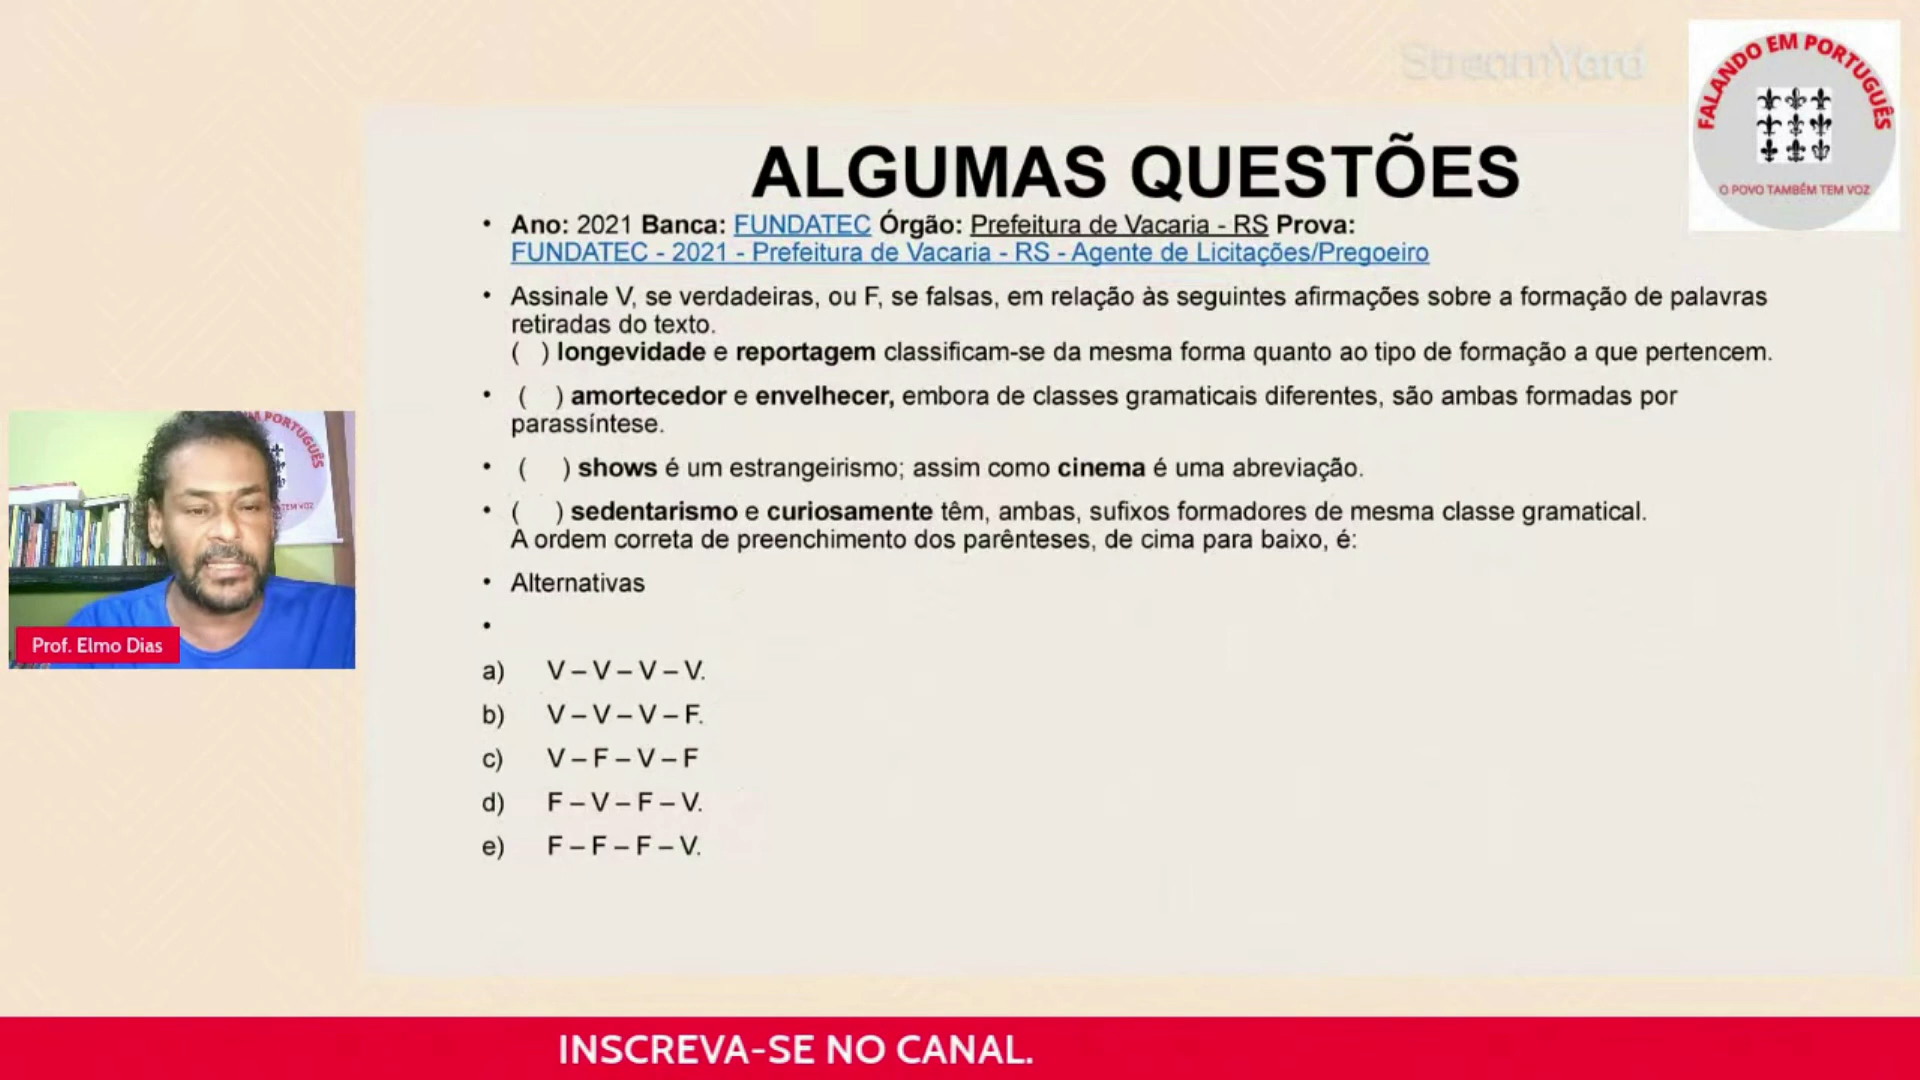 StreamYard
FALANDO EM PORTUGUÊS
O POVO TAMBÉM TEM VOZ
ALGUMAS QUESTÕES
• Ano: 2021 Banca: FUNDATEC Órgão: Prefeitura de Vacaria - RS Prova:
FUNDATEC - 2021 - Prefeitura de Vacaria - RS - Agente de Licitações/Pregoeiro
• Assinale V, se verdadeiras, ou F, se falsas, em relação às seguintes afirmações sobre a formação de palavras
retiradas do texto.
( ) longevidade e reportagem classificam-se da mesma forma quanto ao tipo de formação a que pertencem.
• ( ) amortecedor e envelhecer, embora de classes gramaticais diferentes, são ambas formadas por
parassíntese.
• ( ) shows é um estrangeirismo; assim como cinema é uma abreviação.
• ( ) sedentarismo e curiosamente têm, ambas, sufixos formadores de mesma classe gramatical.
A ordem correta de preenchimento dos parênteses, de cima para baixo, é:
• Alternativas
•
a) V – V – V – V.
b) V – V – V – F.
c) V – F – V – F
d) F – V – F – V.
e) F – F – F – V.
EM PORTUGUÊS
TEM VOZ
Prof. Elmo Dias
INSCREVA-SE NO CANAL.